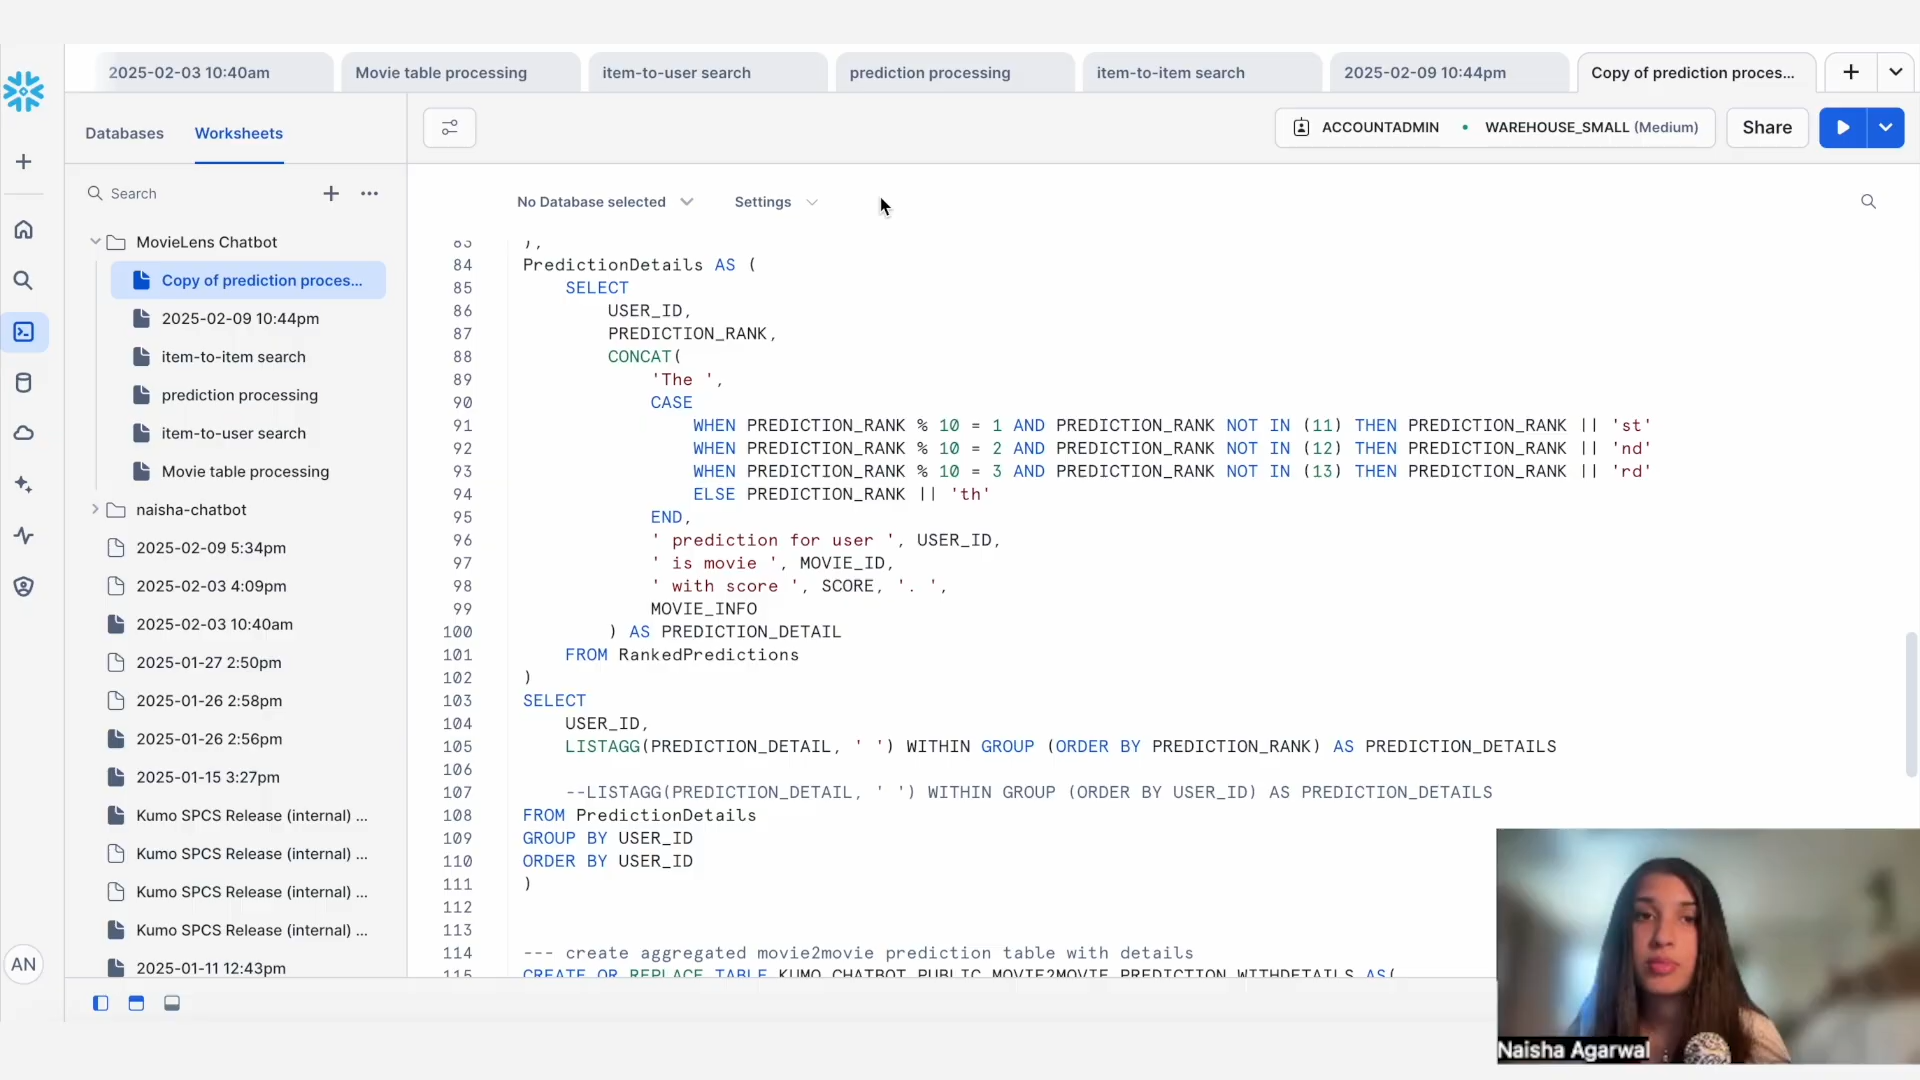 2025-02-03 10:40am
Movie table processing
item-to-user search
prediction processing
item-to-item search
2025-02-09 10:44pm
Copy of prediction proces...
Databases
Worksheets
ACCOUNTADMIN
WAREHOUSE_SMALL (Medium)
Share
Search
No Database selected
Settings
MovieLens Chatbot
Copy of prediction proces...
2025-02-09 10:44pm
item-to-item search
prediction processing
item-to-user search
Movie table processing
naisha-chatbot
2025-02-09 5:34pm
2025-02-03 4:09pm
2025-02-03 10:40am
2025-01-27 2:50pm
2025-01-26 2:58pm
2025-01-26 2:56pm
2025-01-15 3:27pm
Kumo SPCS Release (internal) ...
Kumo SPCS Release (internal) ...
Kumo SPCS Release (internal) ...
Kumo SPCS Release (internal) ...
2025-01-11 12:43pm
AN
83 ),
84 PredictionDetails AS (
85 SELECT
86 USER_ID,
87 PREDICTION_RANK,
88 CONCAT(
89 'The ',
90 CASE
91 WHEN PREDICTION_RANK % 10 = 1 AND PREDICTION_RANK NOT IN (11) THEN PREDICTION_RANK || 'st'
92 WHEN PREDICTION_RANK % 10 = 2 AND PREDICTION_RANK NOT IN (12) THEN PREDICTION_RANK || 'nd'
93 WHEN PREDICTION_RANK % 10 = 3 AND PREDICTION_RANK NOT IN (13) THEN PREDICTION_RANK || 'rd'
94 ELSE PREDICTION_RANK || 'th'
95 END,
96 ' prediction for user ', USER_ID,
97 ' is movie ', MOVIE_ID,
98 ' with score ', SCORE, '. ',
99 MOVIE_INFO
100 ) AS PREDICTION_DETAIL
101 FROM RankedPredictions
102 )
103 SELECT
104 USER_ID,
105 LISTAGG(PREDICTION_DETAIL, ' ') WITHIN GROUP (ORDER BY PREDICTION_RANK) AS PREDICTION_DETAILS
106
107 --LISTAGG(PREDICTION_DETAIL, ' ') WITHIN GROUP (ORDER BY USER_ID) AS PREDICTION_DETAILS
108 FROM PredictionDetails
109 GROUP BY USER_ID
110 ORDER BY USER_ID
111 )
112
113
114 --- create aggregated movie2movie prediction table with details
115 CREATE OR REPLACE TABLE KUMO_CHATBOT.PUBLIC.MOVIE2MOVIE_PREDICTION_WITHDETAILS AS(
Naisha Agarwal